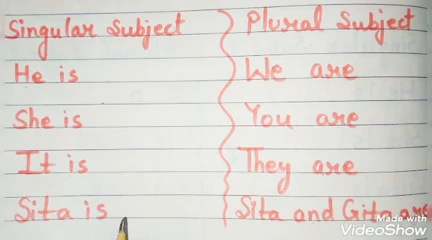 Singular Subject Plural Subject
He is We are
She is You are
It is They are
Sita is Sita and Gita are
Made with
VideoShow